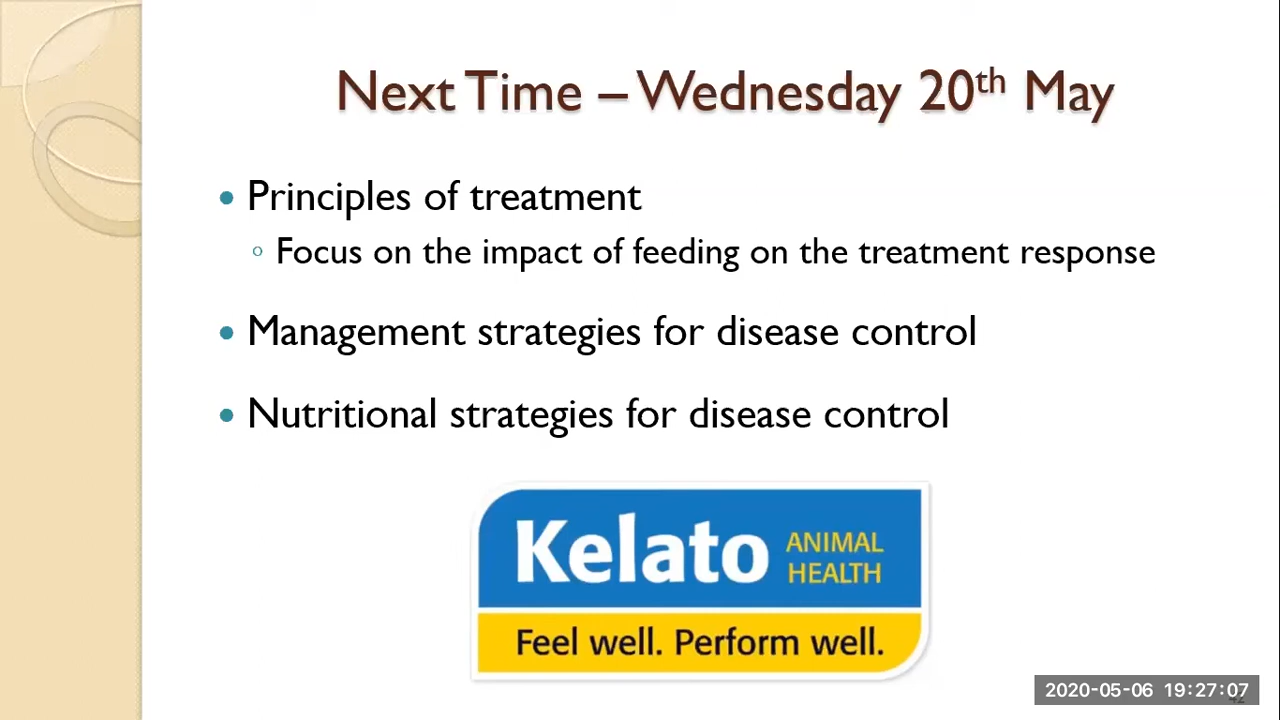 Next Time – Wednesday 20th May
• Principles of treatment
◦ Focus on the impact of feeding on the treatment response
• Management strategies for disease control
• Nutritional strategies for disease control
Kelato ANIMAL HEALTH
Feel well. Perform well.
2020-05-06 19:27:07